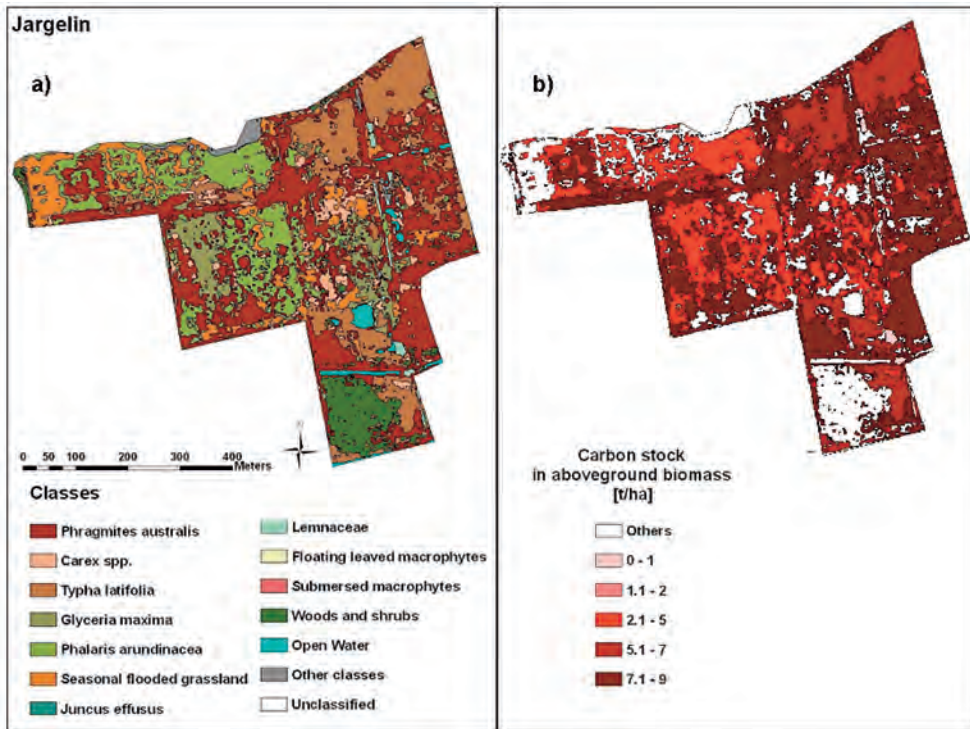 Jargelin
a)
0 50 100 200 300 400
Meters
Classes
Phragmites australis
Carex spp.
Typha latifolia
Glyceria maxima
Phalaris arundinacea
Seasonal flooded grassland
Juncus effusus
Lemnaceae
Floating leaved macrophytes
Submersed macrophytes
Woods and shrubs
Open Water
Other classes
Unclassified
b)
Carbon stock
in aboveground biomass
[t/ha]
Others
0 - 1
1.1 - 2
2.1 - 5
5.1 - 7
7.1 - 9